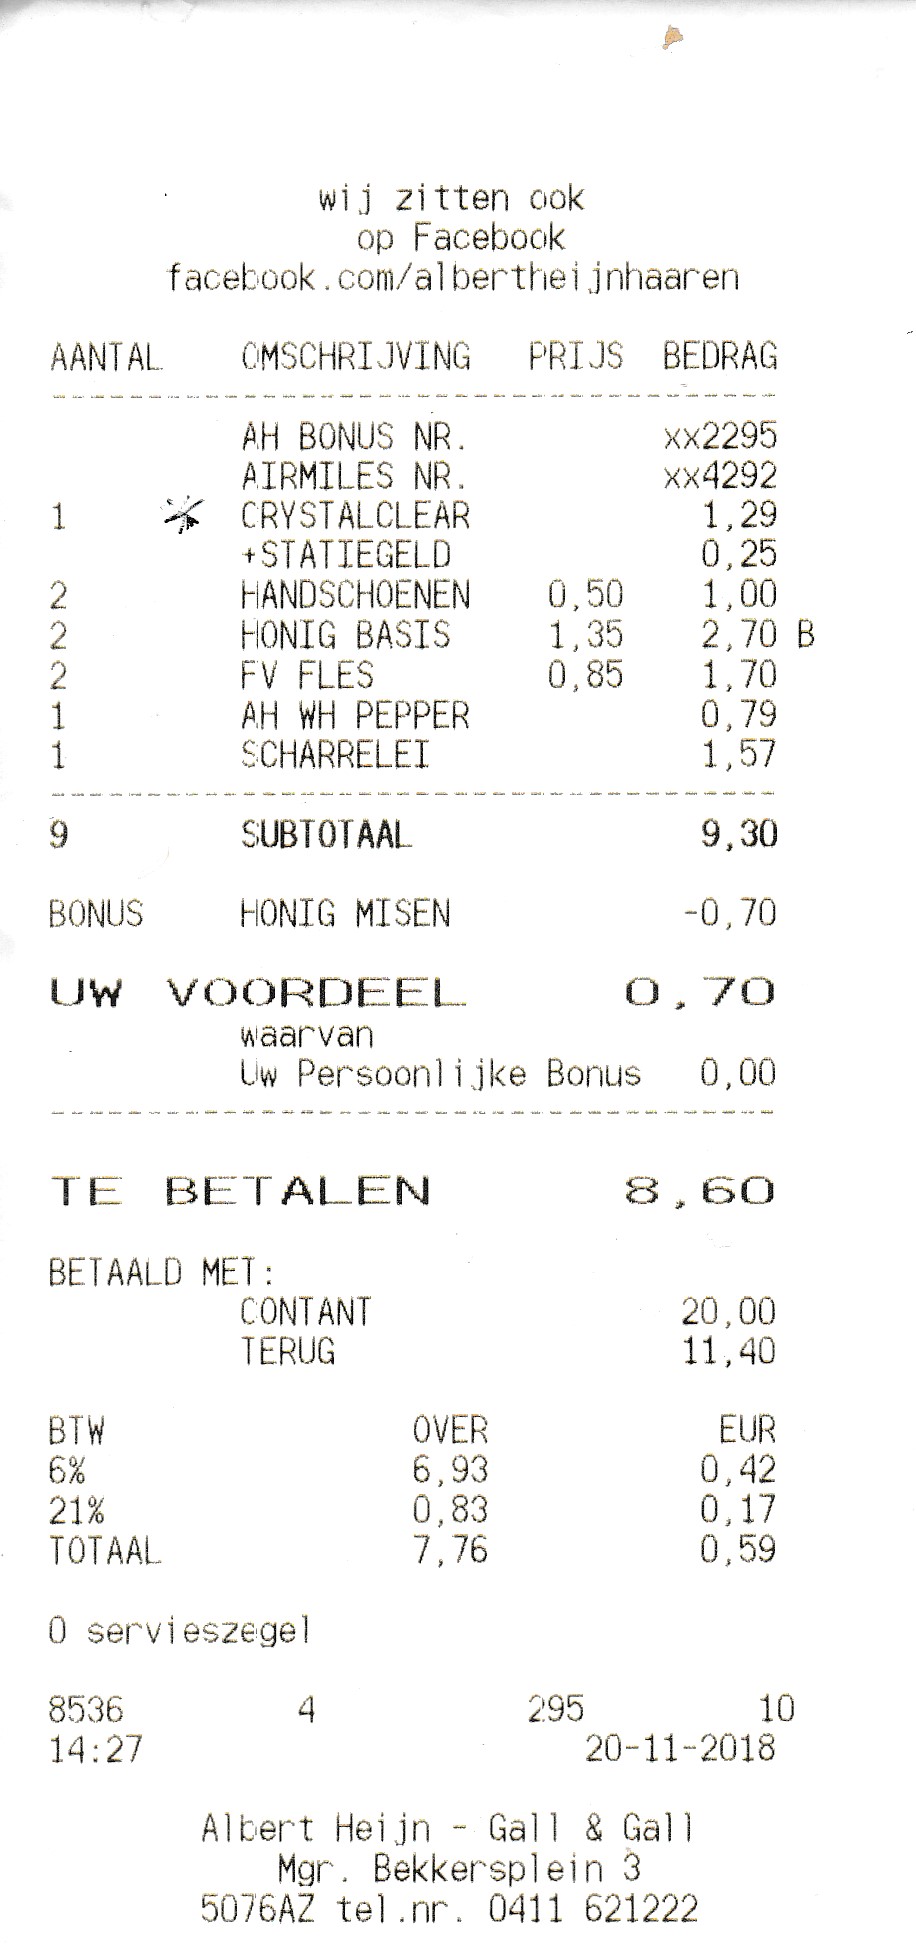 wij zitten ook
op Facebook
facebook.com/albertheijnhaaren
AANTAL OMSCHRIJVING PRIJS BEDRAG
AH BONUS NR. xx2295
AIRMILES NR. xx4292
1 CRYSTALCLEAR 1,29
+STATIEGELD 0,25
2 HANDSCHOENEN 0,50 1,00
2 HONIG BASIS 1,35 2,70 B
2 FV FLES 0,85 1,70
1 AH WH PEPPER 0,79
1 SCHARRELEI 1,57
9 SUBTOTAAL 9,30
BONUS HONIG MISEN -0,70
UW VOORDEEL 0,70
waarvan
Uw Persoonlijke Bonus 0,00
TE BETALEN 8,60
BETAALD MET:
CONTANT 20,00
TERUG 11,40
BTW OVER EUR
6% 6,93 0,42
21% 0,83 0,17
TOTAAL 7,76 0,59
0 servieszegel
8536 4 295 10
14:27 20-11-2018
Albert Heijn - Gall & Gall
Mgr. Bekkersplein 3
5076AZ tel.nr. 0411 621222